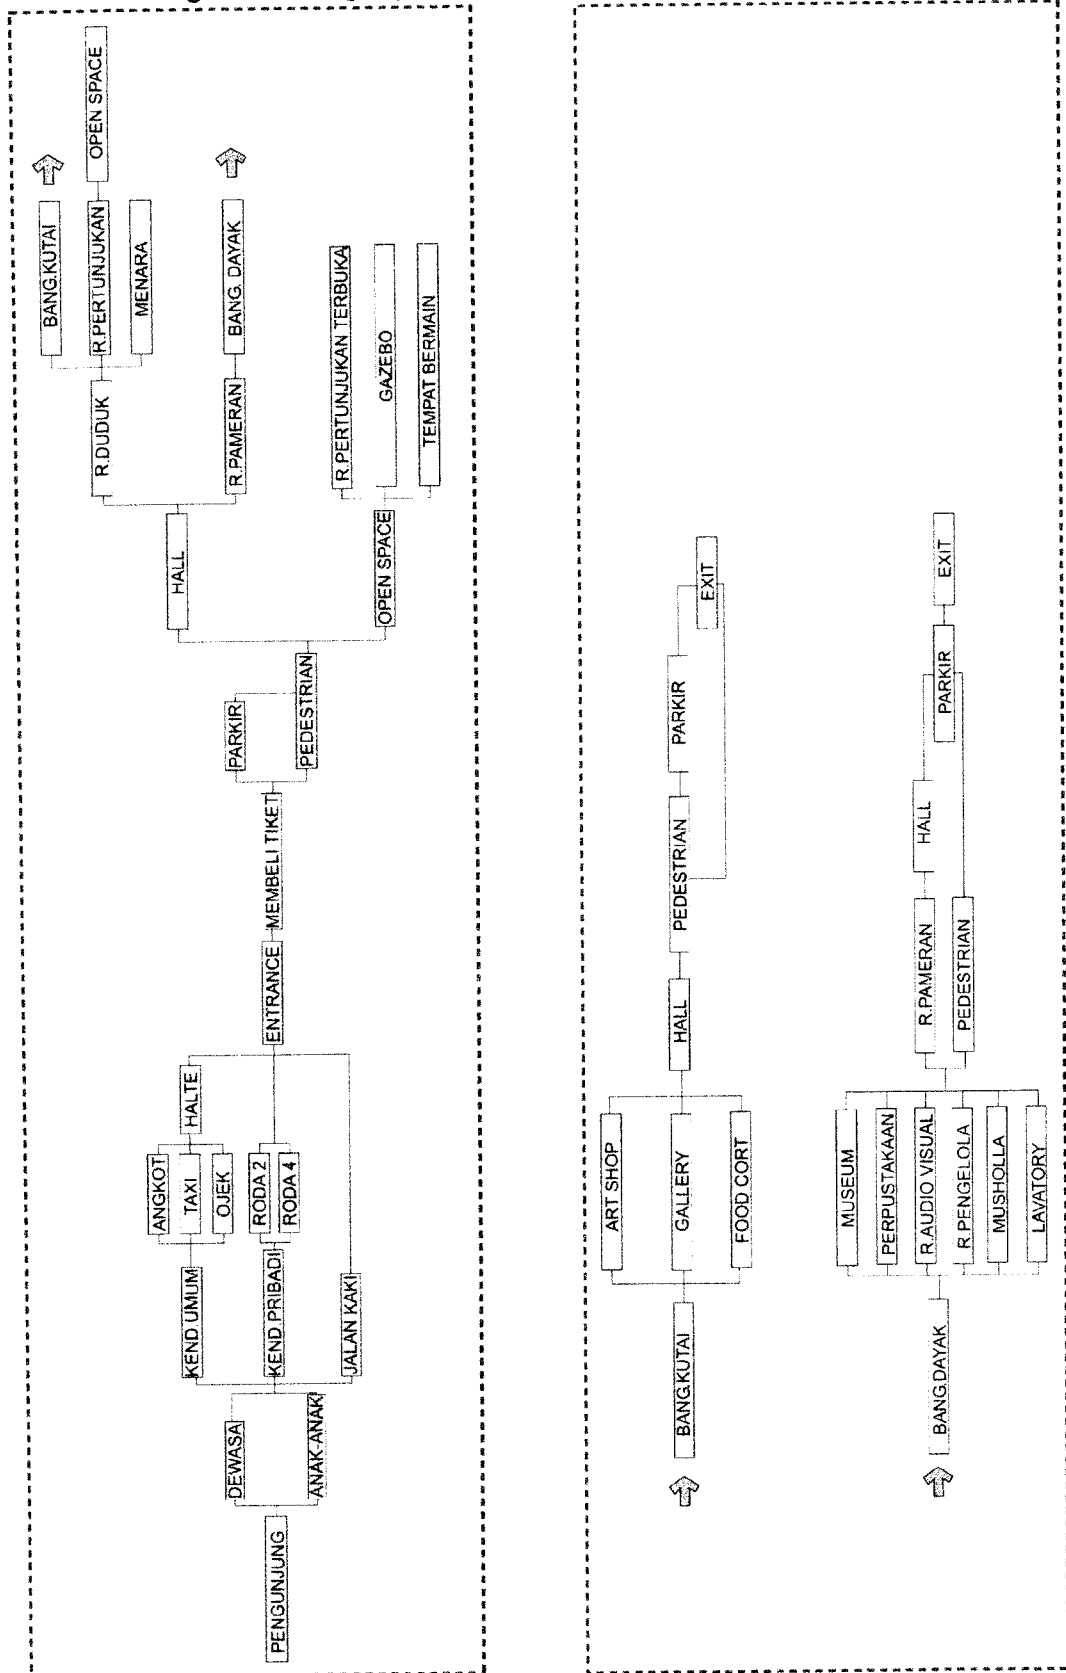 PENGUNJUNG
DEWASA
ANAK-ANAK
KEND.UMUM
KEND.PRIBADI
JALAN KAKI
ANGKOT
TAXI
OJEK
RODA 2
RODA 4
HALTE
ENTRANCE
MEMBELI TIKET
PARKIR
PEDESTRIAN
HALL
OPEN SPACE
R.DUDUK
R.PAMERAN
R.PERTUNJUKAN TERBUKA
GAZEBO
TEMPAT BERMAIN
BANG.KUTAI
R.PERTUNJUKAN
MENARA
BANG. DAYAK
OPEN SPACE
BANG.KUTAI
ART SHOP
GALLERY
FOOD CORT
HALL
PEDESTRIAN
PARKIR
EXIT
BANG.DAYAK
MUSEUM
PERPUSTAKAAN
R.AUDIO VISUAL
R.PENGELOLA
MUSHOLLA
LAVATORY
R.PAMERAN
PEDESTRIAN
HALL
PARKIR
EXIT